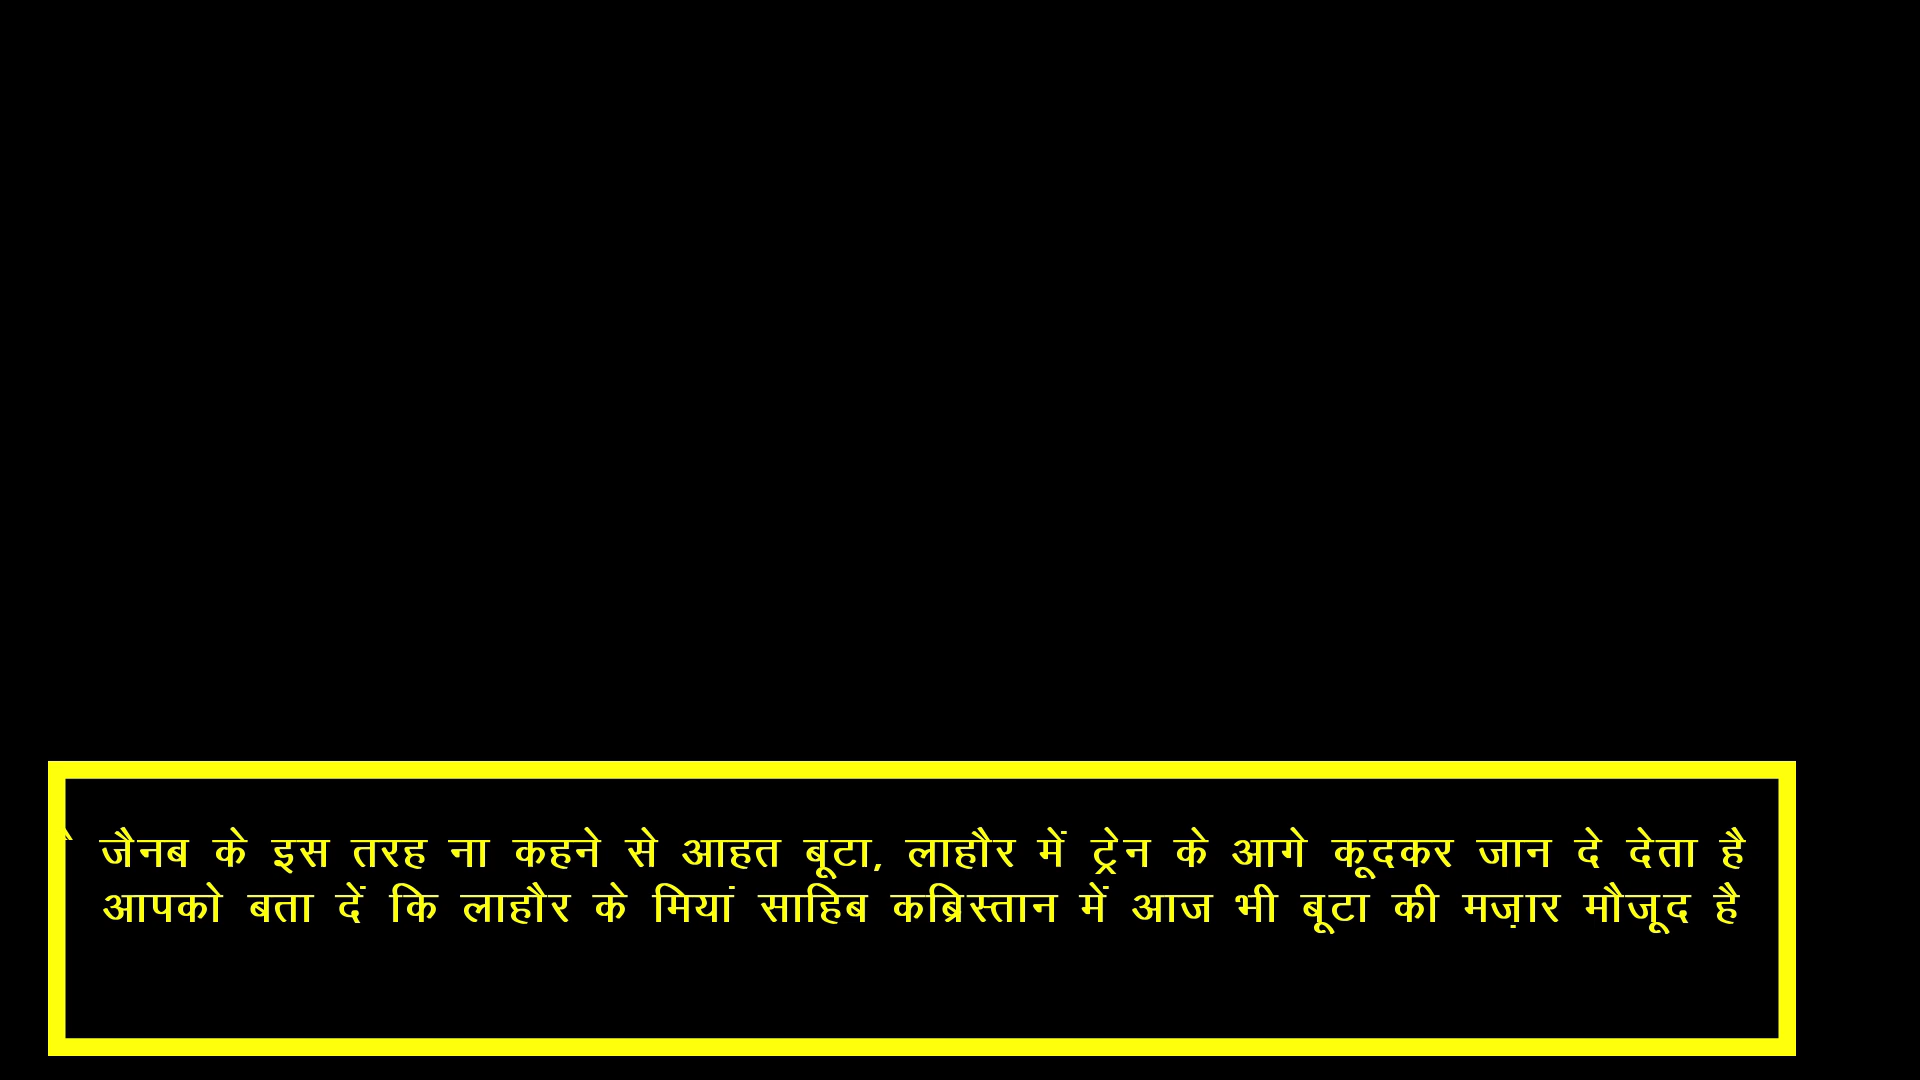 जैनब के इस तरह ना कहने से आहत बूटा, लाहौर में ट्रेन के आगे कूदकर जान दे देता है
आपको बता दें कि लाहौर के मियां साहिब कब्रिस्तान में आज भी बूटा की मज़ार मौजूद है